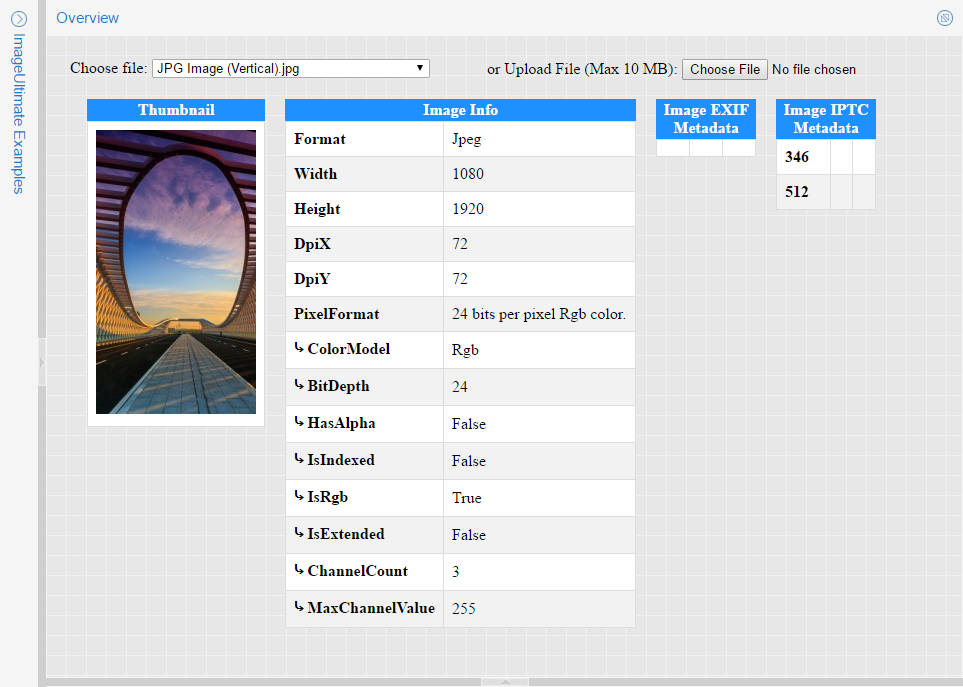 ImageUltimate Examples
Overview
Choose file: JPG Image (Vertical).jpg or Upload File (Max 10 MB): Choose File No file chosen
Thumbnail
Image Info
Format Jpeg
Width 1080
Height 1920
DpiX 72
DpiY 72
PixelFormat 24 bits per pixel Rgb color.
ColorModel Rgb
BitDepth 24
HasAlpha False
IsIndexed False
IsRgb True
IsExtended False
ChannelCount 3
MaxChannelValue 255
Image EXIF
Metadata
Image IPTC
Metadata
346
512